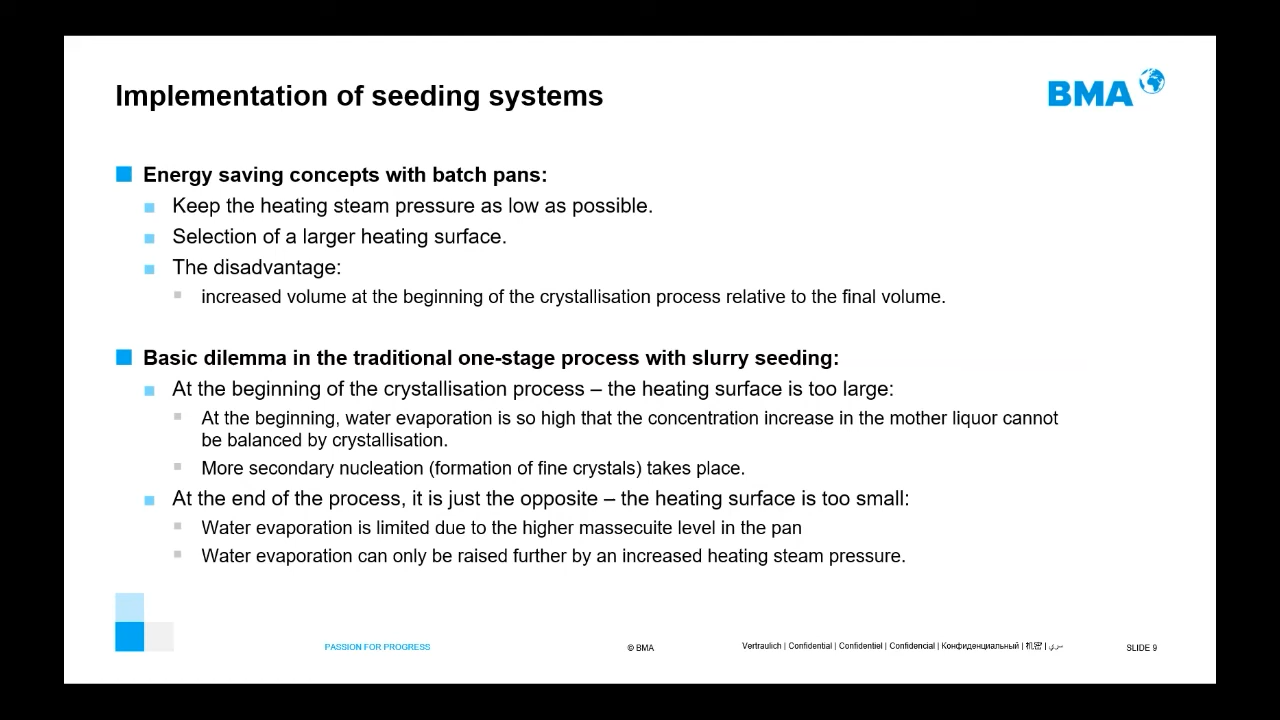 Implementation of seeding systems
BMA
Energy saving concepts with batch pans:
Keep the heating steam pressure as low as possible.
Selection of a larger heating surface.
The disadvantage:
increased volume at the beginning of the crystallisation process relative to the final volume.
Basic dilemma in the traditional one-stage process with slurry seeding:
At the beginning of the crystallisation process – the heating surface is too large:
At the beginning, water evaporation is so high that the concentration increase in the mother liquor cannot
be balanced by crystallisation.
More secondary nucleation (formation of fine crystals) takes place.
At the end of the process, it is just the opposite – the heating surface is too small:
Water evaporation is limited due to the higher massecuite level in the pan
Water evaporation can only be raised further by an increased heating steam pressure.
PASSION FOR PROGRESS
© BMA
Vertraulich | Confidential | Confidentiel | Confidencial | Конфиденциальный | 机密 | سري
SLIDE 9